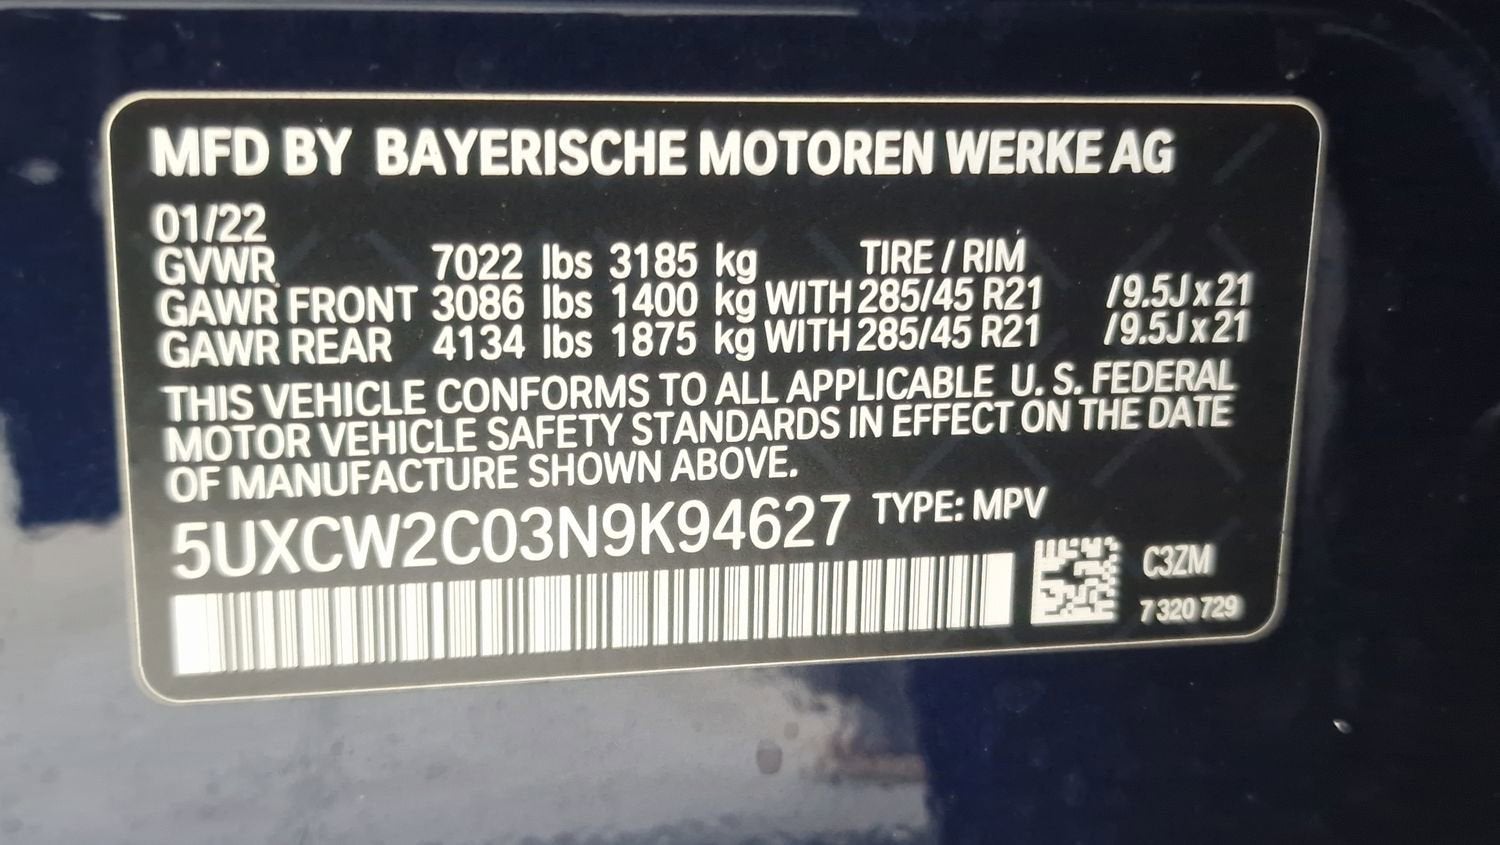 MFD BY BAYERISCHE MOTOREN WERKE AG
01/22
GVWR 7022 lbs 3185 kg TIRE / RIM
GAWR FRONT 3086 lbs 1400 kg WITH 285/45 R21 /9.5J x 21
GAWR REAR 4134 lbs 1875 kg WITH 285/45 R21 /9.5J x 21
THIS VEHICLE CONFORMS TO ALL APPLICABLE U. S. FEDERAL
MOTOR VEHICLE SAFETY STANDARDS IN EFFECT ON THE DATE
OF MANUFACTURE SHOWN ABOVE.
5UXCW2C03N9K94627 TYPE: MPV
C3ZM
7 320 729